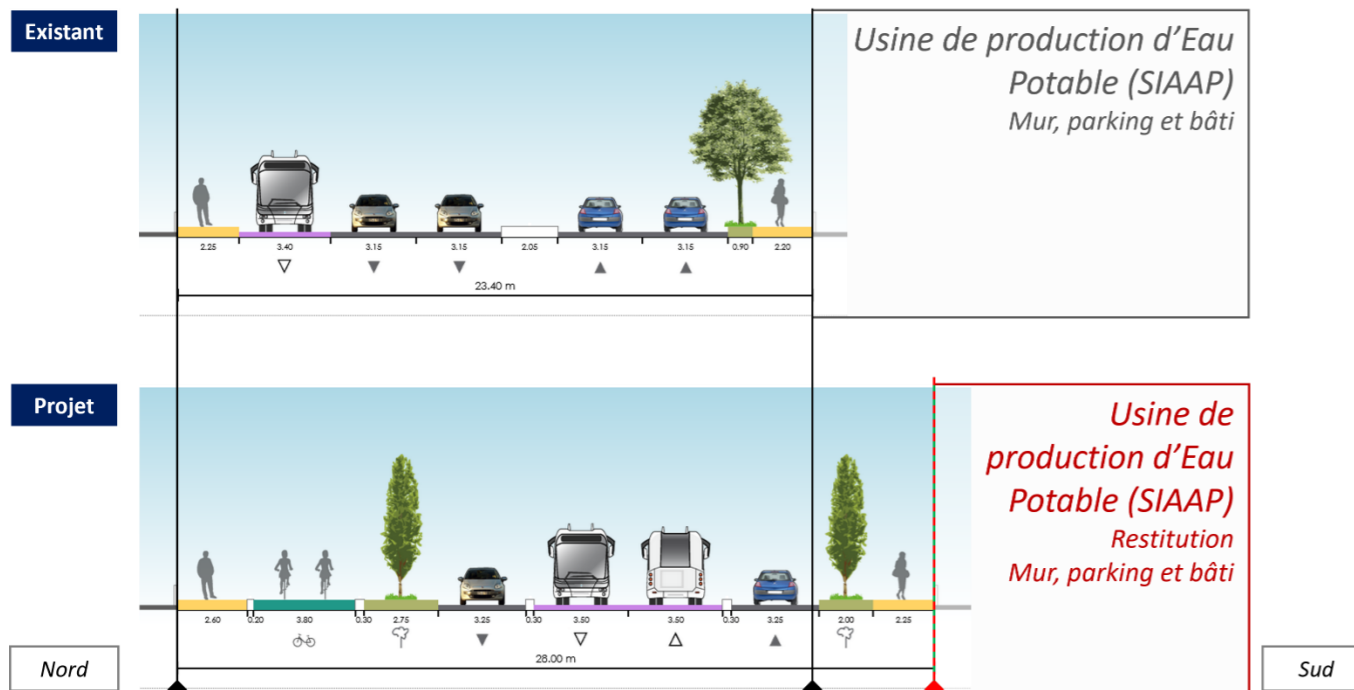 Existant
Usine de production d'Eau
Potable (SIAAP)
Mur, parking et bâti
2.25 3.40 3.15 3.15 2.05 3.15 3.15 0.90 2.20
23.40 m
Projet
Usine de
production d'Eau
Potable (SIAAP)
Restitution
Mur, parking et bâti
2.60 0.20 3.80 0.30 2.75 3.25 0.30 3.50 3.50 0.30 3.25 2.00 2.25
28.00 m
Nord
Sud